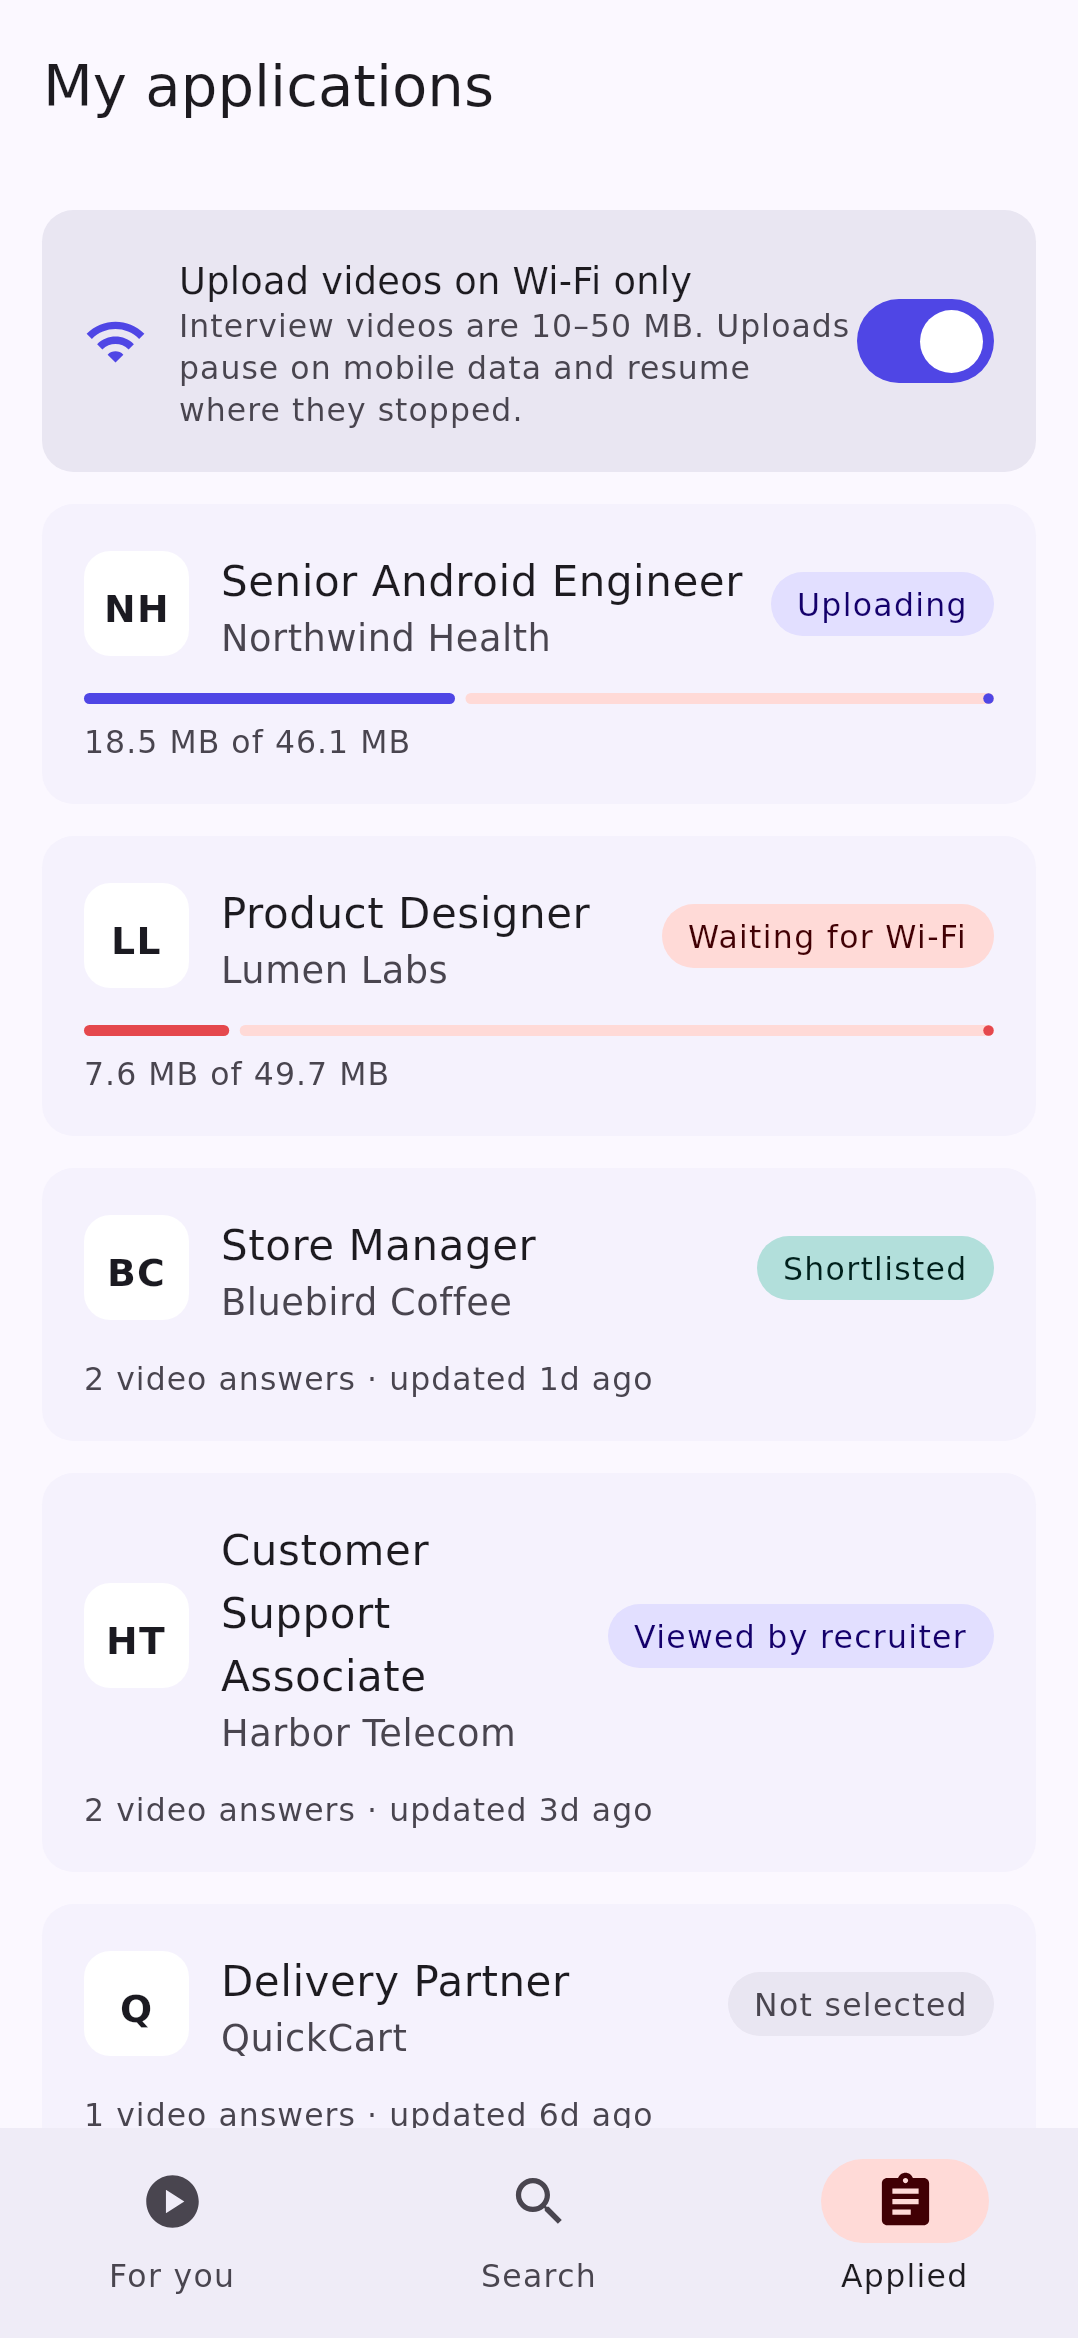 My applications
Upload videos on Wi-Fi only
Interview videos are 10–50 MB. Uploads
pause on mobile data and resume
where they stopped.
NH
Senior Android Engineer
Northwind Health
Uploading
18.5 MB of 46.1 MB
LL
Product Designer
Lumen Labs
Waiting for Wi-Fi
7.6 MB of 49.7 MB
BC
Store Manager
Bluebird Coffee
Shortlisted
2 video answers · updated 1d ago
HT
Customer
Support
Associate
Harbor Telecom
Viewed by recruiter
2 video answers · updated 3d ago
Q
Delivery Partner
QuickCart
Not selected
1 video answers · updated 6d ago
For you
Search
Applied